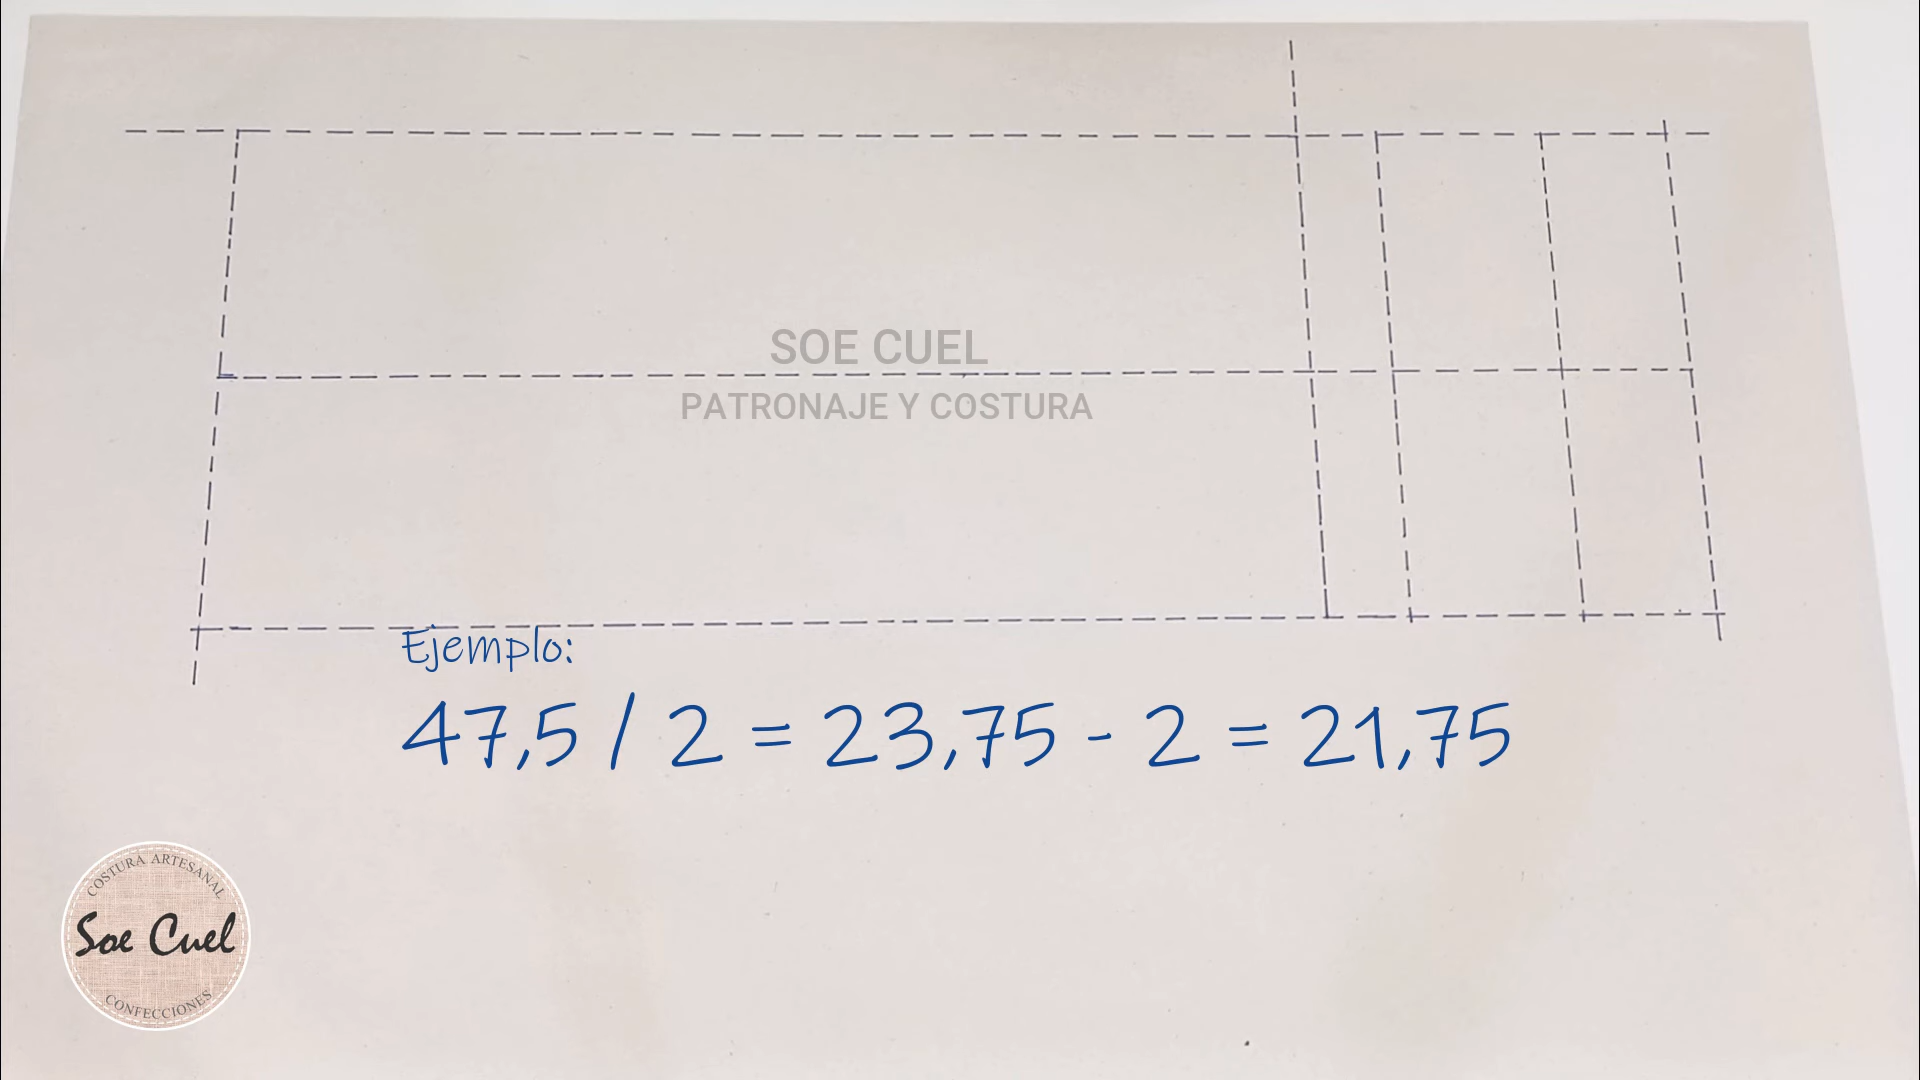 SOE CUEL
PATRONAJE Y COSTURA
Ejemplo:
47,5 / 2 = 23,75 - 2 = 21,75
COSTURA ARTESANAL
Soe Cuel
CONFECCIONES